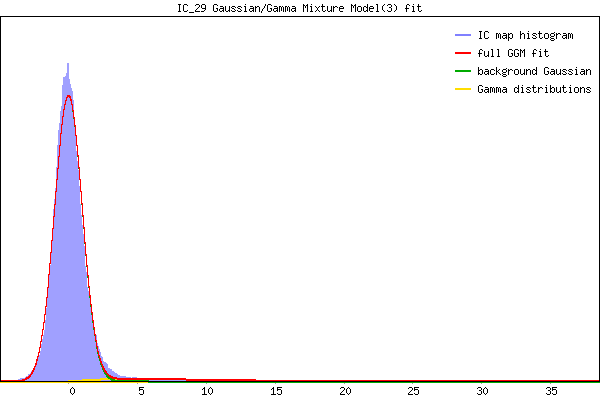 IC_29 Gaussian/Gamma Mixture Model(3) fit
IC map histogram
full GGM fit
background Gaussian
Gamma distributions
0 5 10 15 20 25 30 35